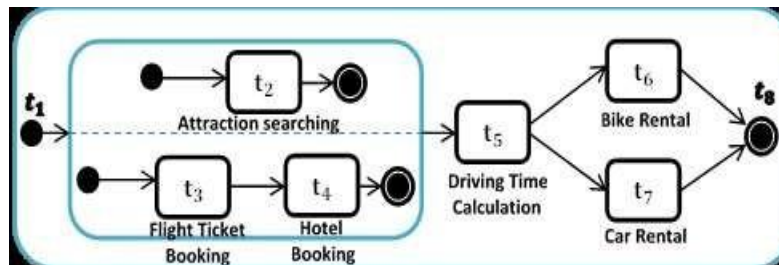 t₂
t₆
t₁
Attraction searching
t₈
t₅
Bike Rental
t₃
t₄
Driving Time
Calculation
t₇
Flight Ticket
Booking
Hotel
Booking
Car Rental